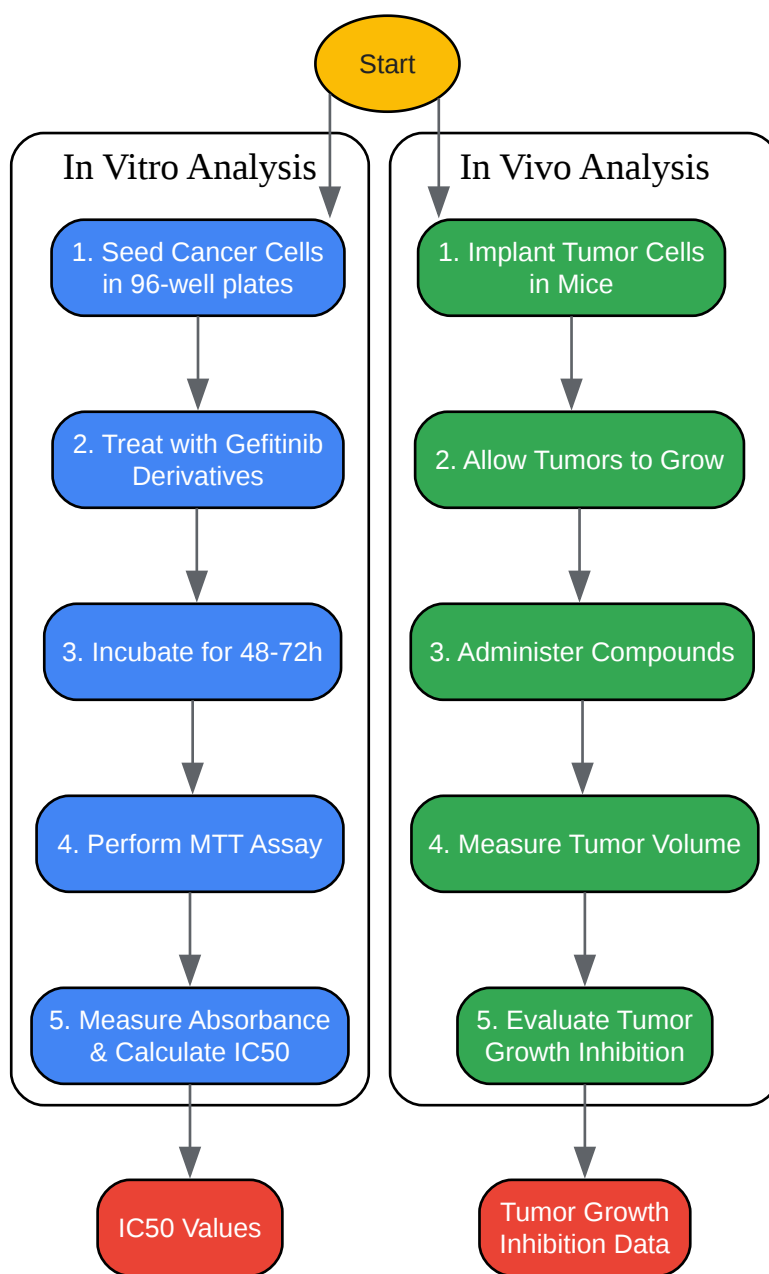 Start
In Vitro Analysis
1. Seed Cancer Cells
in 96-well plates
2. Treat with Gefitinib
Derivatives
3. Incubate for 48-72h
4. Perform MTT Assay
5. Measure Absorbance
& Calculate IC50
IC50 Values
In Vivo Analysis
1. Implant Tumor Cells
in Mice
2. Allow Tumors to Grow
3. Administer Compounds
4. Measure Tumor Volume
5. Evaluate Tumor
Growth Inhibition
Tumor Growth
Inhibition Data